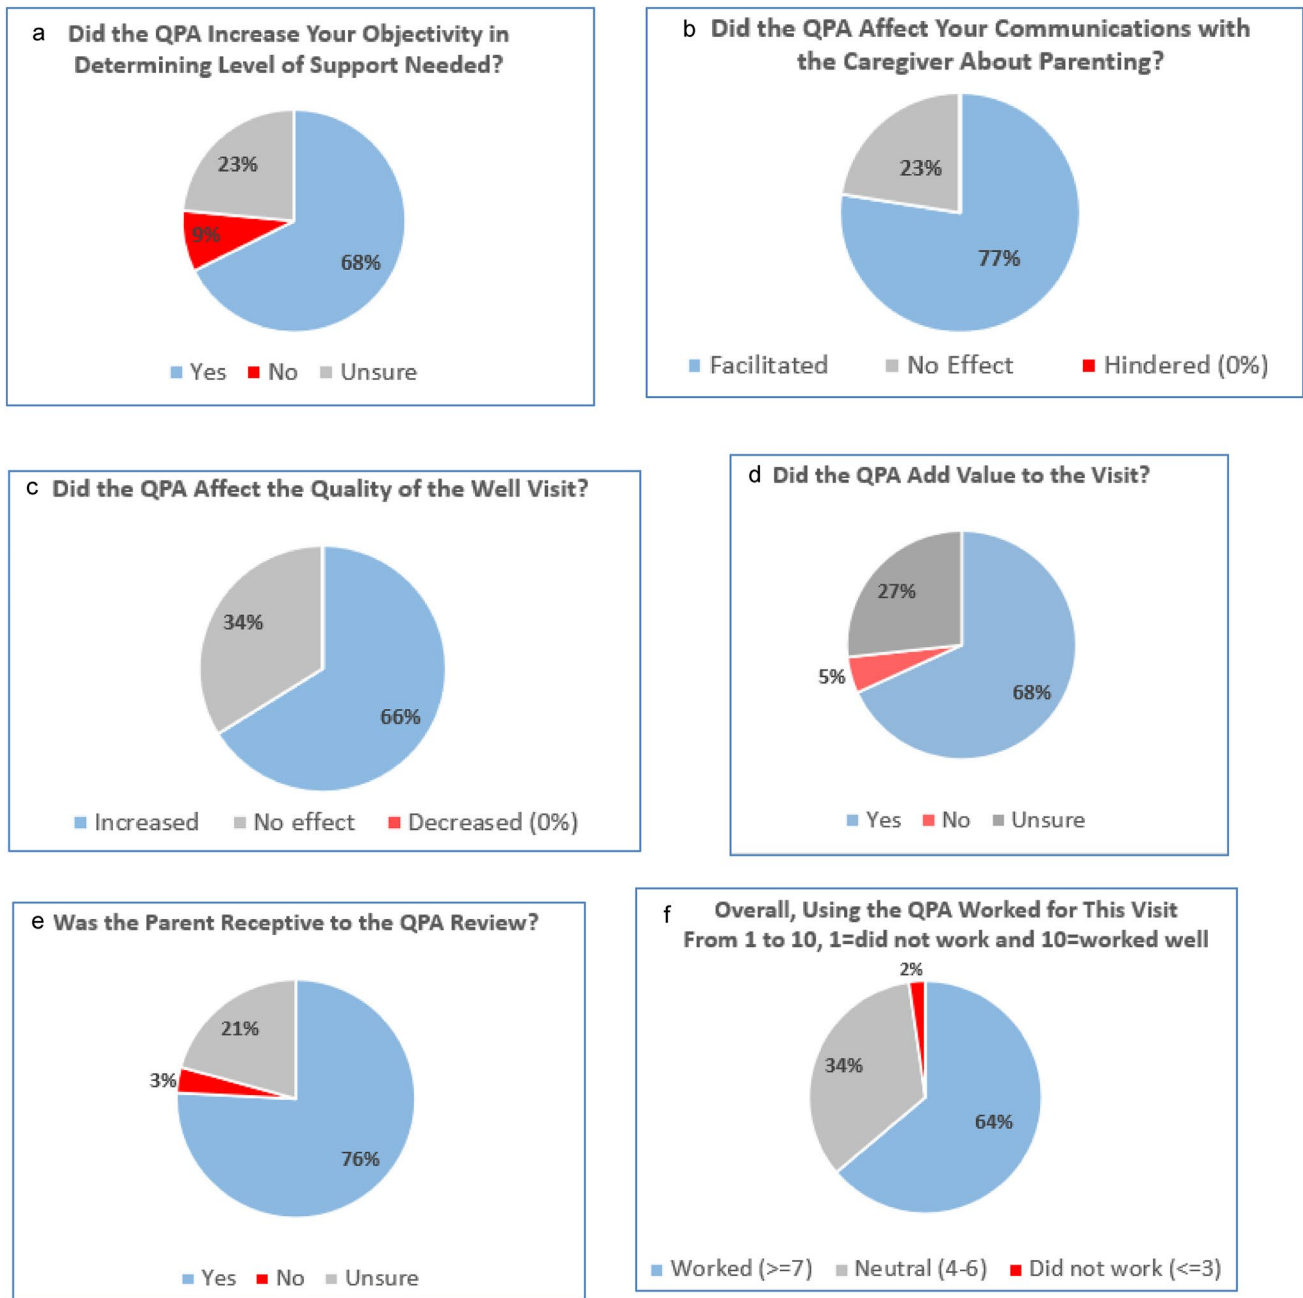 a
Did the QPA Increase Your Objectivity in
Determining Level of Support Needed?
23%
9%
68%
Yes No Unsure
b
Did the QPA Affect Your Communications with
the Caregiver About Parenting?
23%
77%
Facilitated No Effect Hindered (0%)
c
Did the QPA Affect the Quality of the Well Visit?
34%
66%
Increased No effect Decreased (0%)
d
Did the QPA Add Value to the Visit?
27%
5%
68%
Yes No Unsure
e
Was the Parent Receptive to the QPA Review?
21%
3%
76%
Yes No Unsure
f
Overall, Using the QPA Worked for This Visit
From 1 to 10, 1=did not work and 10=worked well
2%
34%
64%
Worked (>=7) Neutral (4-6) Did not work (<=3)